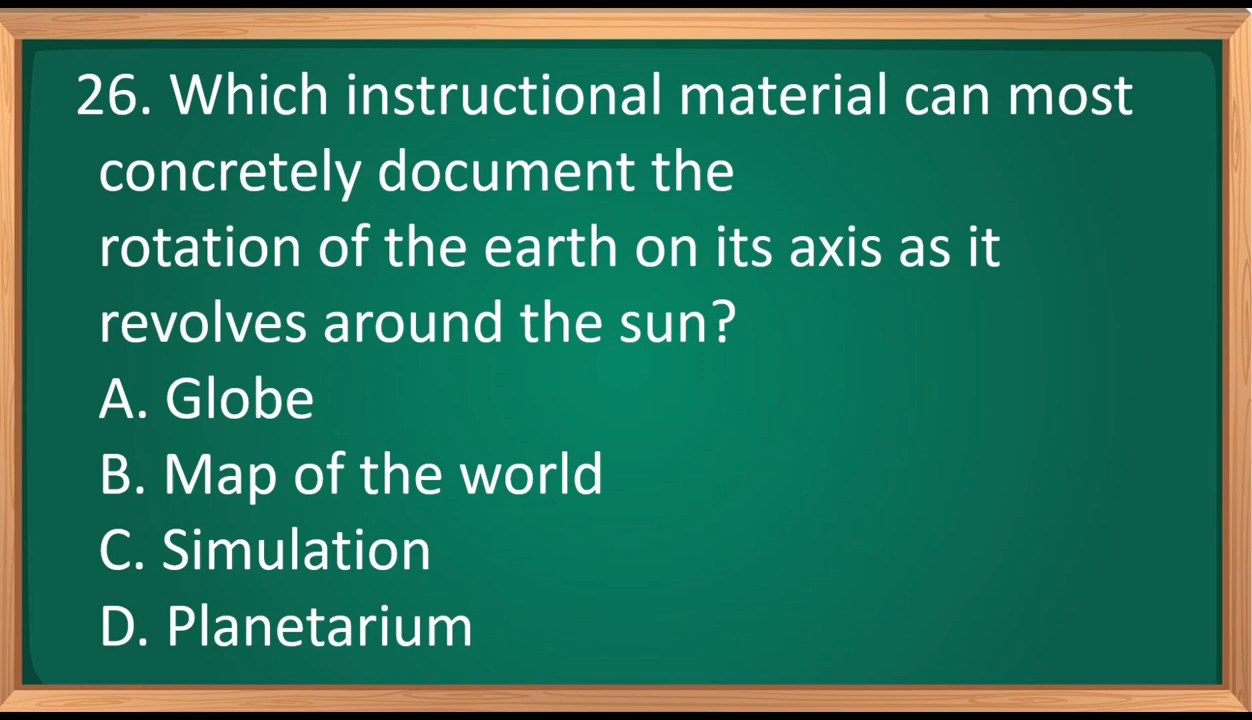 26. Which instructional material can most
concretely document the
rotation of the earth on its axis as it
revolves around the sun?
A. Globe
B. Map of the world
C. Simulation
D. Planetarium